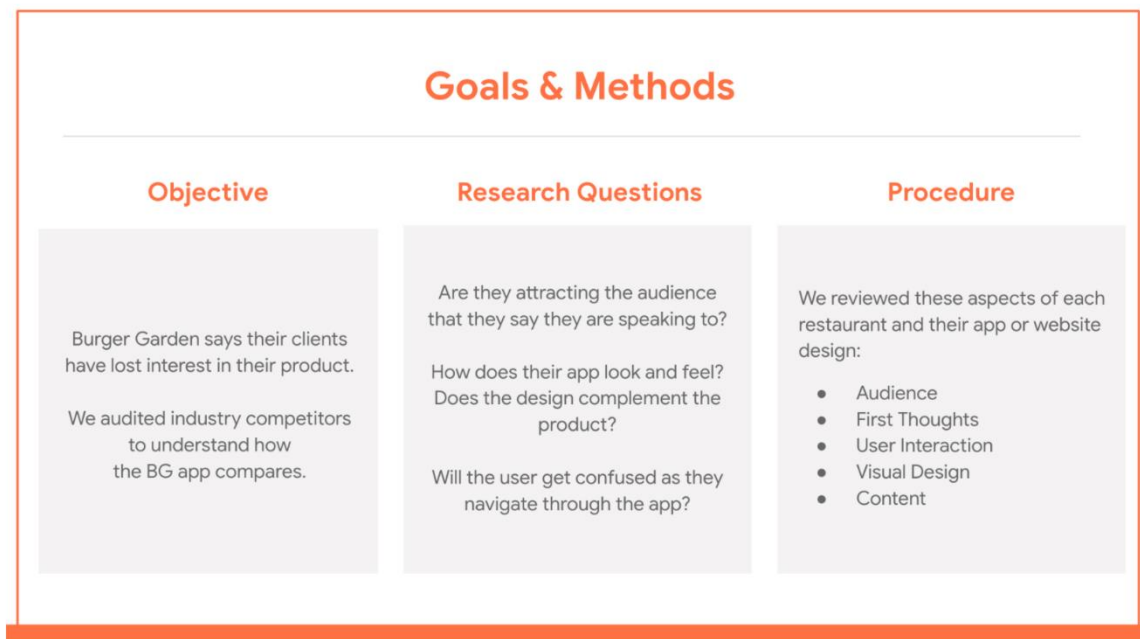 Goals & Methods
Objective
Burger Garden says their clients
have lost interest in their product.
We audited industry competitors
to understand how
the BG app compares.
Research Questions
Are they attracting the audience
that they say they are speaking to?
How does their app look and feel?
Does the design complement the
product?
Will the user get confused as they
navigate through the app?
Procedure
We reviewed these aspects of each
restaurant and their app or website
design:
● Audience
● First Thoughts
● User Interaction
● Visual Design
● Content